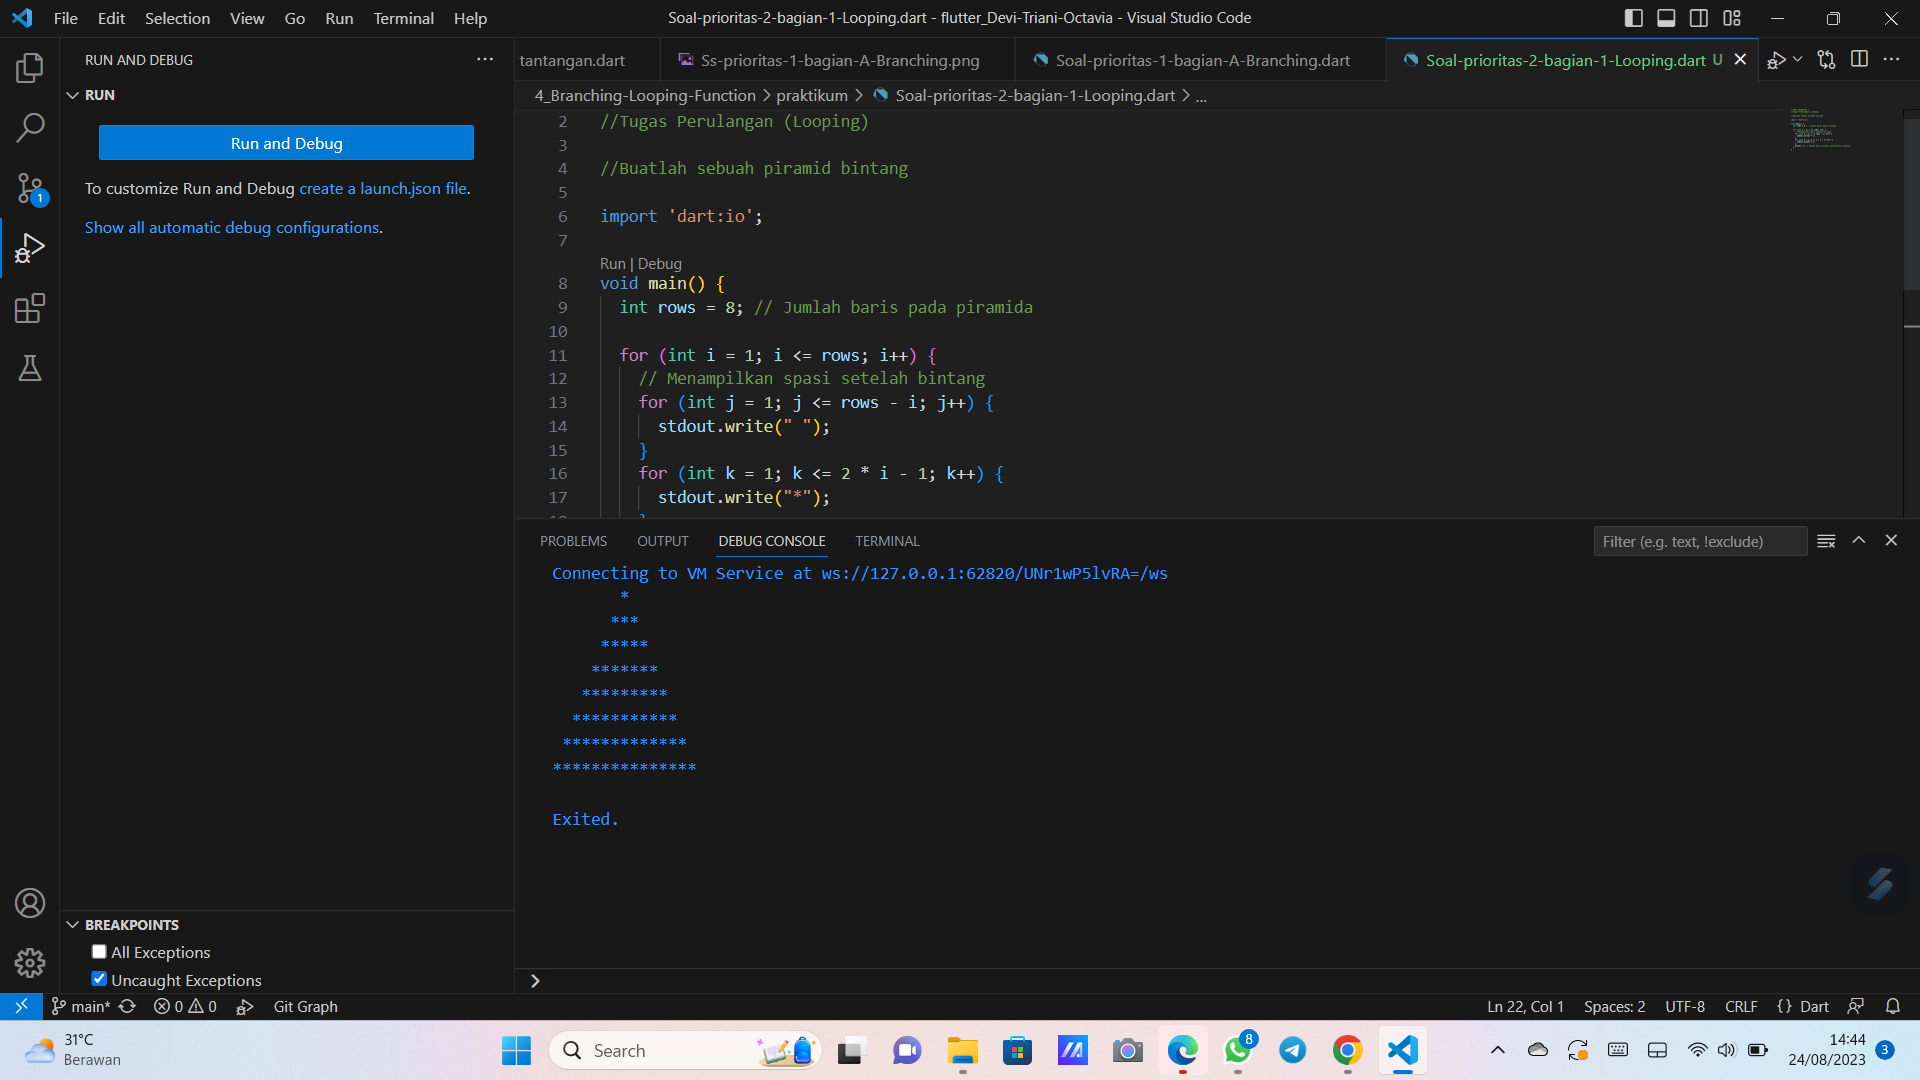 File Edit Selection View Go Run Terminal Help
Soal-prioritas-2-bagian-1-Looping.dart - flutter_Devi-Triani-Octavia - Visual Studio Code
RUN AND DEBUG ...
RUN
Run and Debug
To customize Run and Debug create a launch.json file.
Show all automatic debug configurations.
1
tantangan.dart
Ss-prioritas-1-bagian-A-Branching.png
Soal-prioritas-1-bagian-A-Branching.dart
Soal-prioritas-2-bagian-1-Looping.dart U
4_Branching-Looping-Function > praktikum > Soal-prioritas-2-bagian-1-Looping.dart > ...
2 //Tugas Perulangan (Looping)
3
4 //Buatlah sebuah piramid bintang
5
6 import 'dart:io';
7
Run | Debug
8 void main() {
9   int rows = 8; // Jumlah baris pada piramida
10
11   for (int i = 1; i <= rows; i++) {
12     // Menampilkan spasi setelah bintang
13     for (int j = 1; j <= rows - i; j++) {
14       stdout.write(" ");
15     }
16     for (int k = 1; k <= 2 * i - 1; k++) {
17       stdout.write("*");
PROBLEMS OUTPUT DEBUG CONSOLE TERMINAL
Filter (e.g. text, !exclude)
Connecting to VM Service at ws://127.0.0.1:62820/UNr1wP5lvRA=/ws
       *
      ***
     *****
    *******
   *********
  ***********
 *************
***************
Exited.
BREAKPOINTS
All Exceptions
Uncaught Exceptions
main* 0 0 Git Graph
Ln 22, Col 1 Spaces: 2 UTF-8 CRLF {} Dart
31°C
Berawan
Search
8
14:44
24/08/2023
3